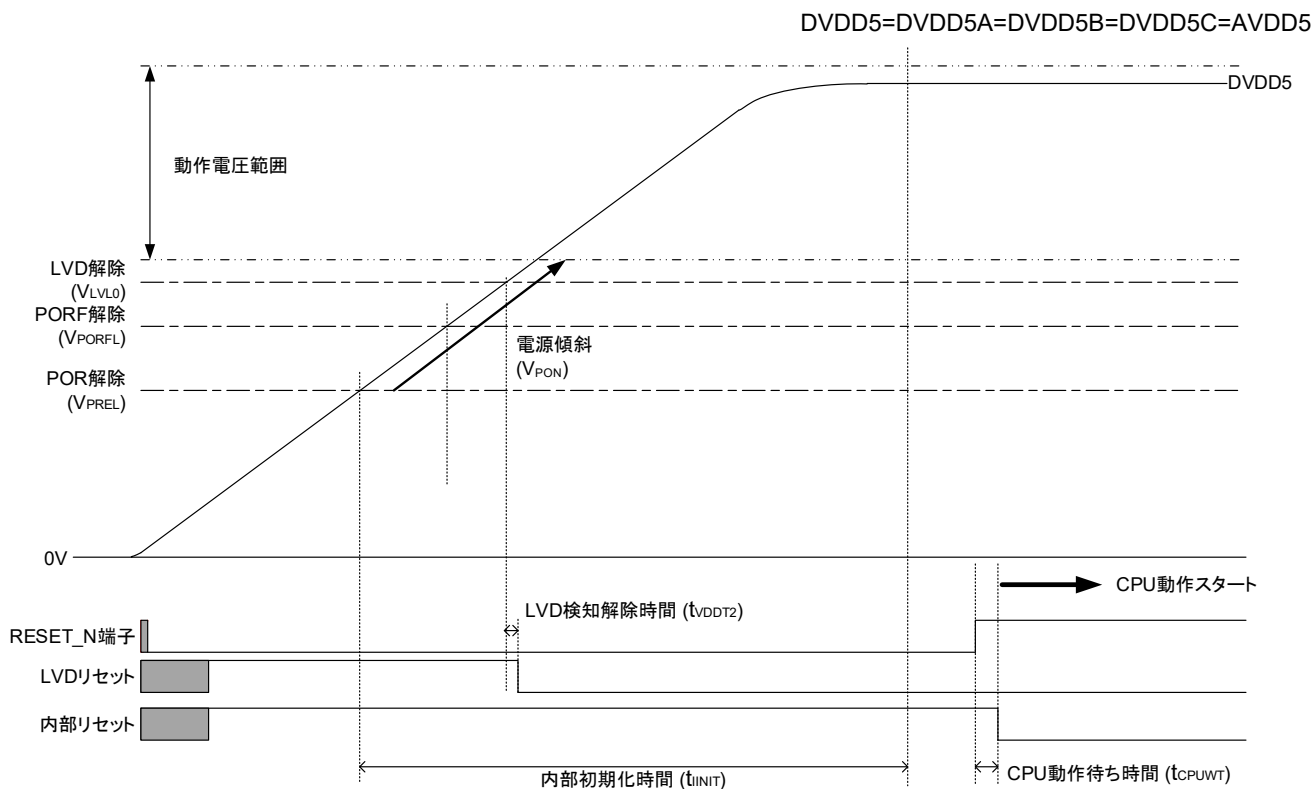 DVDD5=DVDD5A=DVDD5B=DVDD5C=AVDD5
DVDD5
動作電圧範囲
LVD解除
(VLVL0)
PORF解除
(VPORFL)
電源傾斜
(VPON)
POR解除
(VPREL)
0V
CPU動作スタート
LVD検知解除時間 (tVDDT2)
RESET_N端子
LVDリセット
内部リセット
内部初期化時間 (tIINIT)
CPU動作待ち時間 (tCPUWT)